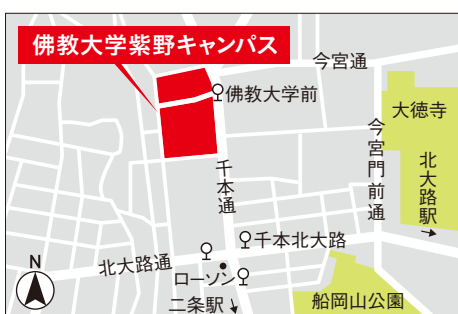 佛教大学紫野キャンパス
今宮通
佛教大学前
大徳寺
今宮門前通
千本通
北大路駅
千本北大路
北大路通
N
ローソン
二条駅
船岡山公園